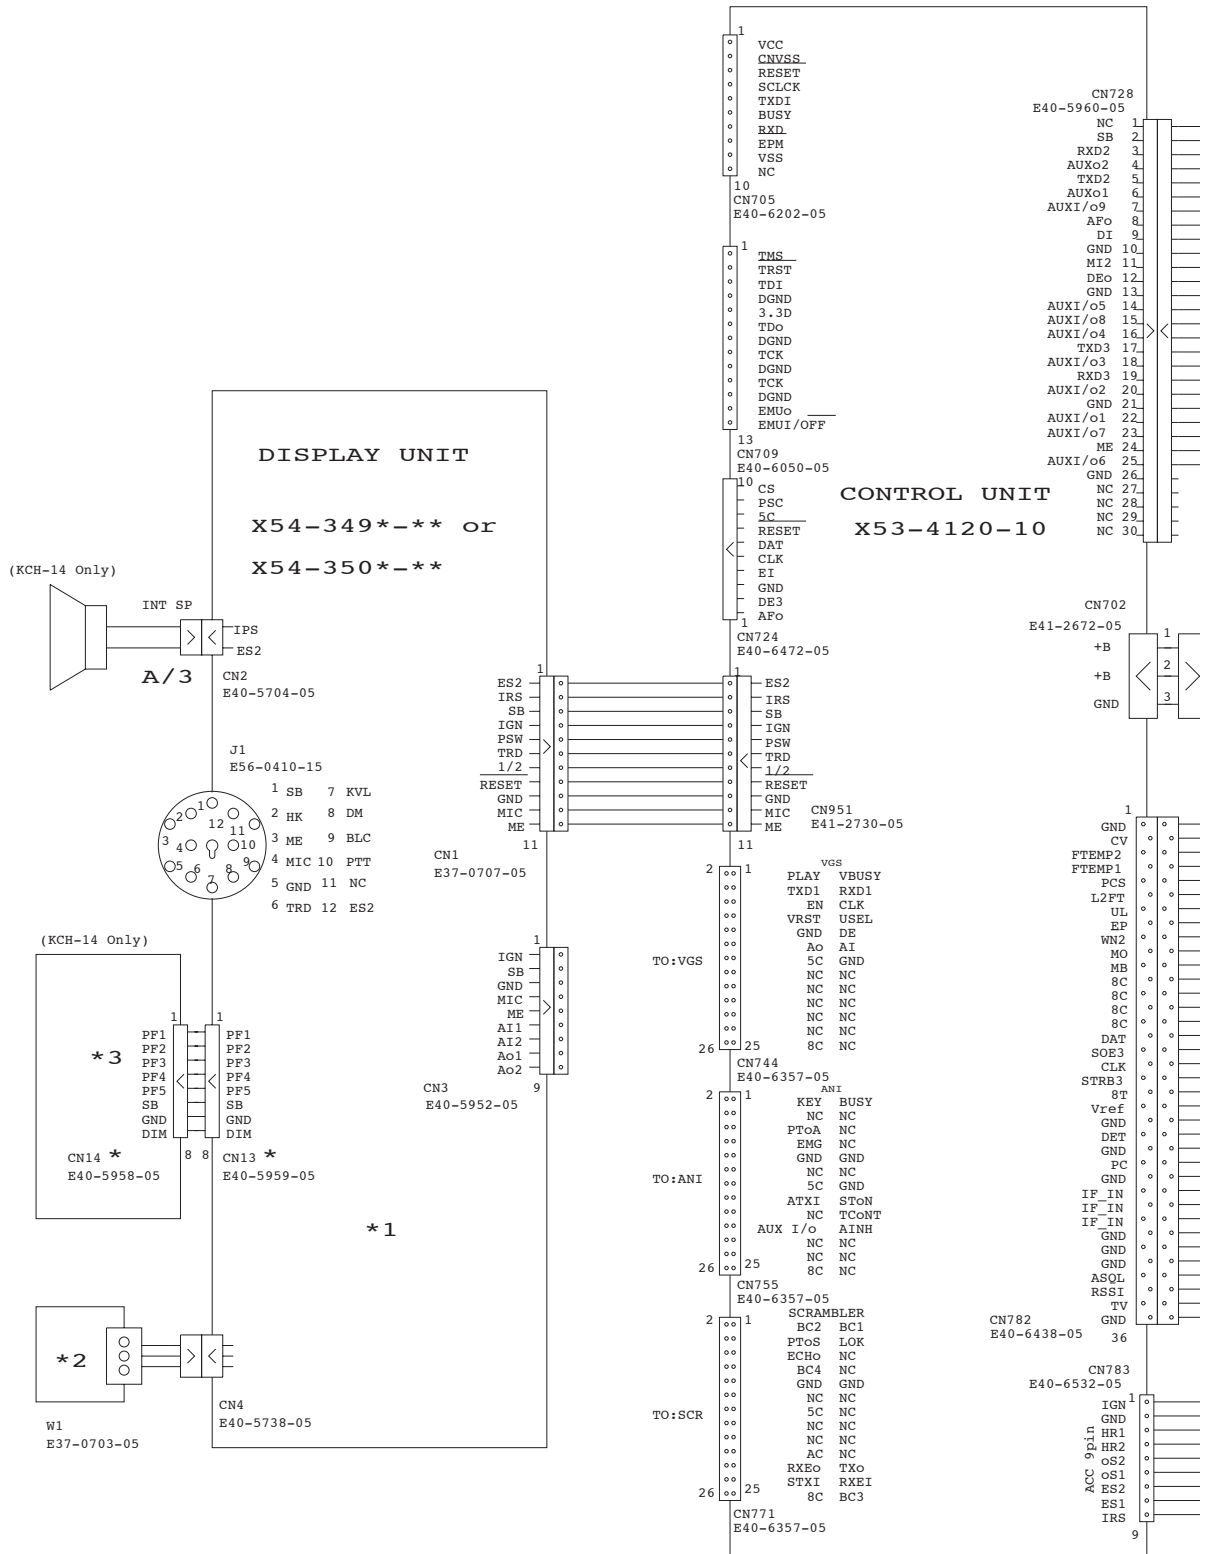 1
VCC
CNVSS
RESET
SCLCK
TXDI
BUSY
RXD
EPM
VSS
NC
10
CN705
E40-6202-05
1
TMS
TRST
TDI
DGND
3.3D
TDo
DGND
TCK
DGND
TCK
DGND
EMUo
EMUI/OFF
13
CN709
E40-6050-05
10
CS
PSC
5C
RESET
DAT
CLK
EI
GND
DE3
AFo
1
CN724
E40-6472-05
CONTROL UNIT
X53-4120-10
CN728
E40-5960-05
NC 1
SB 2
RXD2 3
AUXo2 4
TXD2 5
AUXo1 6
AUXI/o9 7
AFo 8
DI 9
GND 10
MI2 11
DEo 12
GND 13
AUXI/o5 14
AUXI/o8 15
AUXI/o4 16
TXD3 17
AUXI/o3 18
RXD3 19
AUXI/o2 20
GND 21
AUXI/o1 22
AUXI/o7 23
ME 24
AUXI/o6 25
GND 26
NC 27
NC 28
NC 29
NC 30
DISPLAY UNIT
X54-349*-** or
X54-350*-**
(KCH-14 Only)
INT SP
IPS
ES2
A/3
CN2
E40-5704-05
CN702
E41-2672-05
+B 1
+B 2
GND 3
1
ES2
IRS
SB
IGN
PSW
TRD
1/2
RESET
GND
MIC
ME
11
CN1
E37-0707-05
1
ES2
IRS
SB
IGN
PSW
TRD
1/2
RESET
GND
MIC
ME
11
CN951
E41-2730-05
J1
E56-0410-15
1
2
3
4
5
6
7
8
9
10
11
12
1 SB 7 KVL
2 HK 8 DM
3 ME 9 BLC
4 MIC 10 PTT
5 GND 11 NC
6 TRD 12 ES2
2 1
VGS
PLAY VBUSY
TXD1 RXD1
EN CLK
VRST USEL
GND DE
Ao AI
5C GND
NC NC
NC NC
NC NC
NC NC
NC NC
8C NC
TO:VGS
26 25
CN744
E40-6357-05
(KCH-14 Only)
*3
1 1
PF1 PF1
PF2 PF2
PF3 PF3
PF4 PF4
PF5 PF5
SB SB
GND GND
DIM DIM
8 8
CN14 *
E40-5958-05
CN13 *
E40-5959-05
1
IGN
SB
GND
MIC
ME
AI1
AI2
Ao1
Ao2
9
CN3
E40-5952-05
*1
2 1
ANI
KEY BUSY
NC NC
PToA NC
EMG NC
GND GND
NC NC
5C GND
ATXI SToN
NC TCoNT
AUX I/o AINH
NC NC
NC NC
8C NC
TO:ANI
26 25
CN755
E40-6357-05
1
GND
CV
FTEMP2
FTEMP1
PCS
L2FT
UL
EP
WN2
MO
MB
8C
8C
8C
8C
DAT
SOE3
CLK
STRB3
8T
Vref
GND
DET
GND
PC
GND
IF_IN
IF_IN
IF_IN
GND
GND
GND
ASQL
RSSI
TV
GND
36
CN782
E40-6438-05
*2
W1
E37-0703-05
CN4
E40-5738-05
2 1
SCRAMBLER
BC2 BC1
PToS LOK
ECHo NC
BC4 NC
GND GND
NC NC
5C NC
NC NC
NC NC
AC NC
RXEo TXo
STXI RXEI
8C BC3
TO:SCR
26 25
CN771
E40-6357-05
CN783
E40-6532-05
1
IGN
GND
HR1
HR2
oS2
oS1
ES2
ES1
IRS
9
ACC 9pin